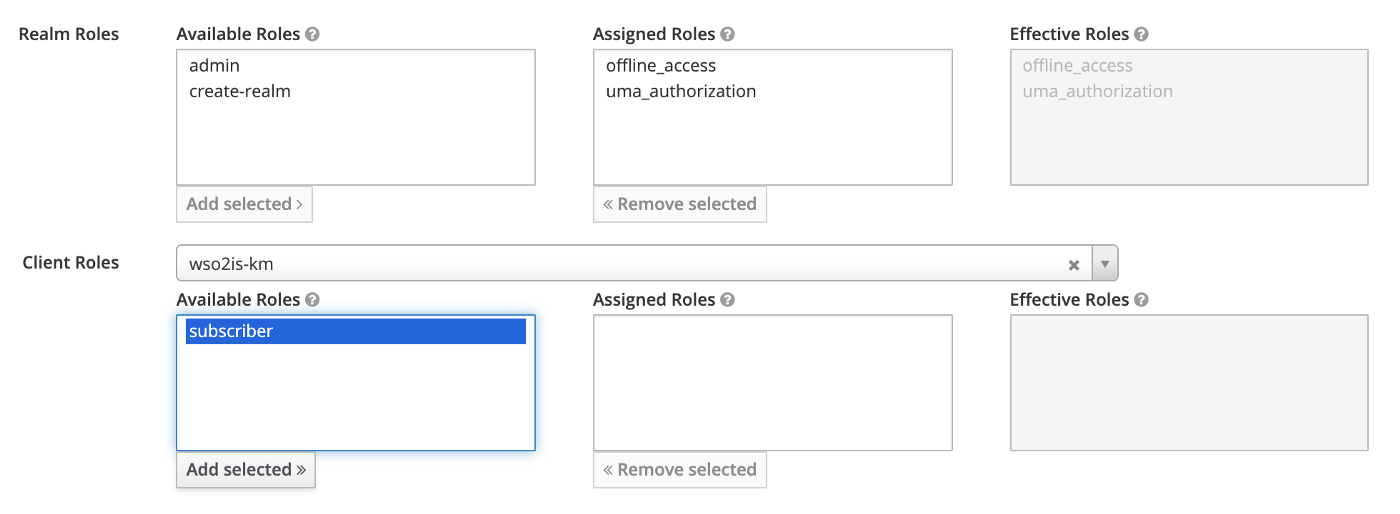 Realm Roles
Available Roles
Assigned Roles
Effective Roles
admin
create-realm
offline_access
uma_authorization
offline_access
uma_authorization
Add selected ›
« Remove selected
Client Roles
wso2is-km
Available Roles
Assigned Roles
Effective Roles
subscriber
Add selected »
« Remove selected